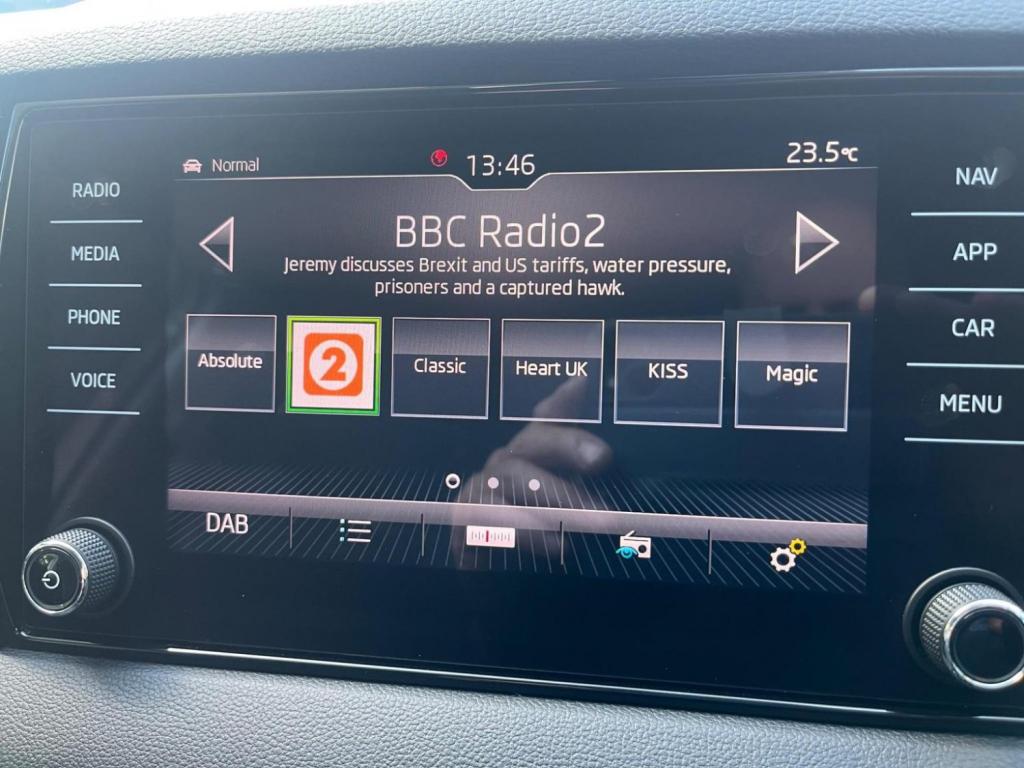 Normal 13:46 23.5°C
RADIO
MEDIA
PHONE
VOICE
BBC Radio2
Jeremy discusses Brexit and US tariffs, water pressure,
prisoners and a captured hawk.
Absolute 2 Classic Heart UK KISS Magic
DAB
NAV
APP
CAR
MENU